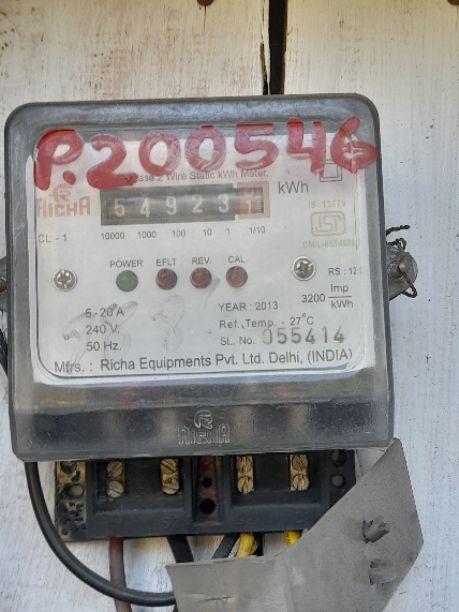 P.200546
Phase 2 Wire Static kWh Meter.
RICHA
549231 kWh
IS: 13779
ISI
CL - 1
10000 1000 100 10 1 1/10
POWER EFLT REV. CAL
5-20 A
240 V.
50 Hz.
YEAR : 2013
3200 Imp/kWh
Ref. Temp. - 27°C
SL. No. 055414
Mfrs. : Richa Equipments Pvt. Ltd. Delhi, (INDIA)
RICHA